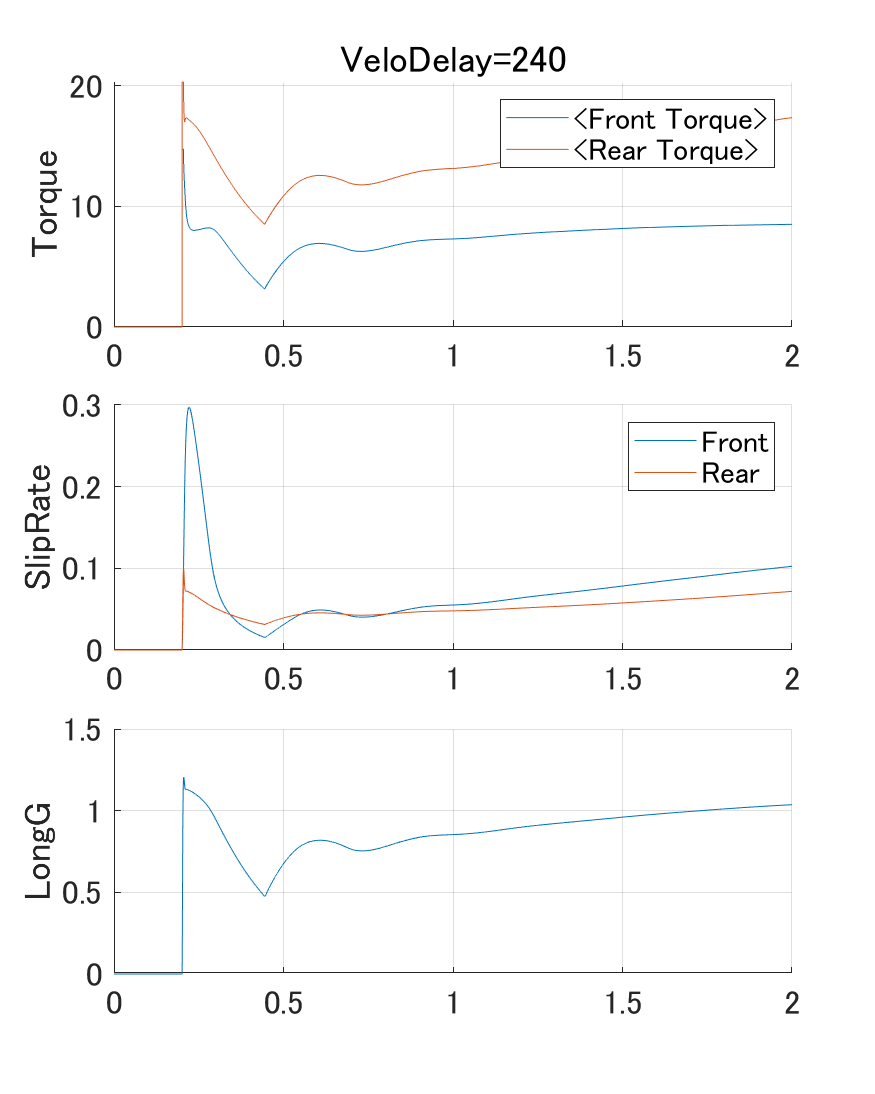 VeloDelay=240
Torque
20
10
0
<Front Torque>
<Rear Torque>
0 0.5 1 1.5 2
SlipRate
0.3
0.2
0.1
0
Front
Rear
0 0.5 1 1.5 2
LongG
1.5
1
0.5
0
0 0.5 1 1.5 2